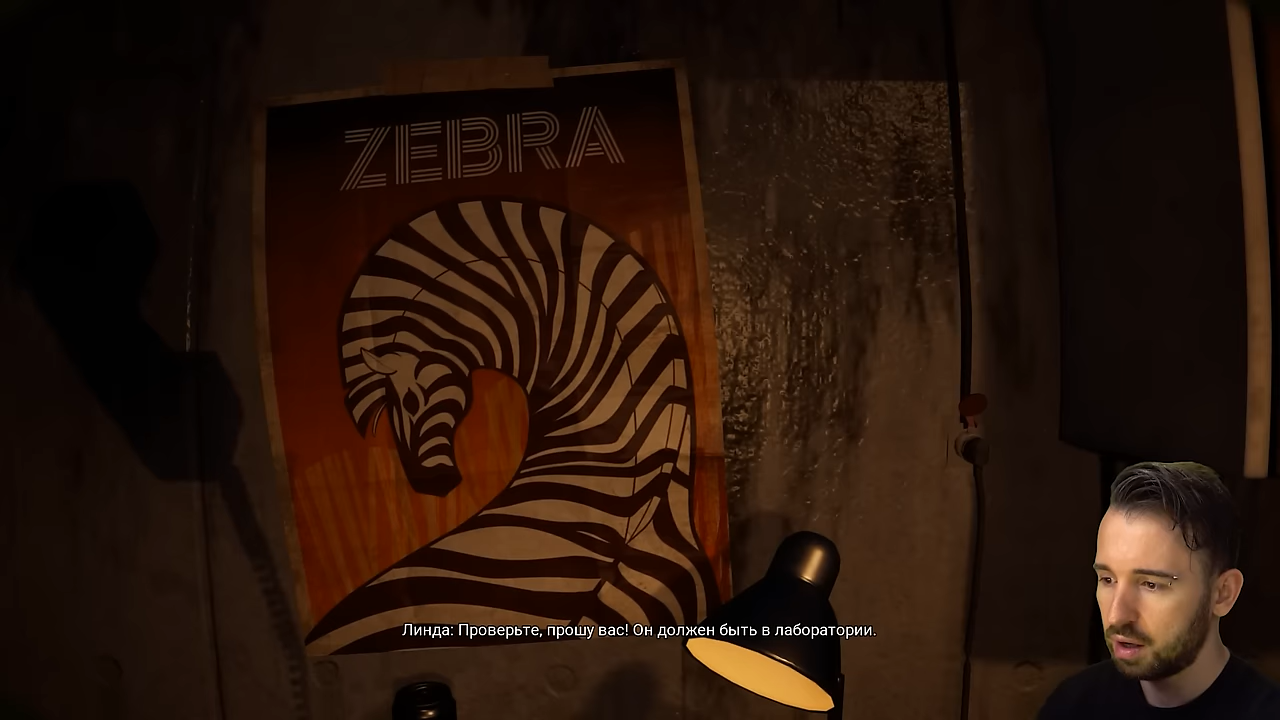 ZEBRA
Линда: Проверьте, прошу вас! Он должен быть в лаборатории.